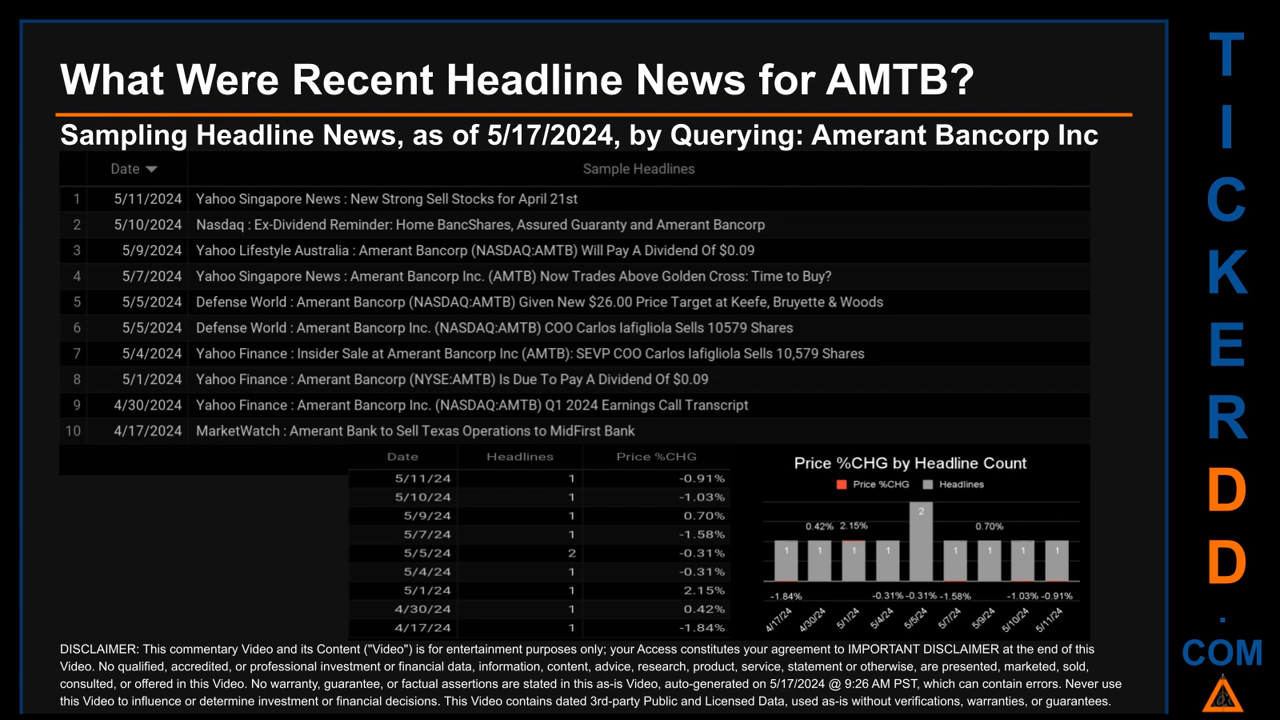 What Were Recent Headline News for AMTB?
Sampling Headline News, as of 5/17/2024, by Querying: Amerant Bancorp Inc
Date Sample Headlines
1 5/11/2024 Yahoo Singapore News : New Strong Sell Stocks for April 21st
2 5/10/2024 Nasdaq : Ex-Dividend Reminder: Home BancShares, Assured Guaranty and Amerant Bancorp
3 5/9/2024 Yahoo Lifestyle Australia : Amerant Bancorp (NASDAQ:AMTB) Will Pay A Dividend Of $0.09
4 5/7/2024 Yahoo Singapore News : Amerant Bancorp Inc. (AMTB) Now Trades Above Golden Cross: Time to Buy?
5 5/5/2024 Defense World : Amerant Bancorp (NASDAQ:AMTB) Given New $26.00 Price Target at Keefe, Bruyette & Woods
6 5/5/2024 Defense World : Amerant Bancorp Inc. (NASDAQ:AMTB) COO Carlos Iafigliola Sells 10579 Shares
7 5/4/2024 Yahoo Finance : Insider Sale at Amerant Bancorp Inc (AMTB): SEVP COO Carlos Iafigliola Sells 10,579 Shares
8 5/1/2024 Yahoo Finance : Amerant Bancorp (NYSE:AMTB) Is Due To Pay A Dividend Of $0.09
9 4/30/2024 Yahoo Finance : Amerant Bancorp Inc. (NASDAQ:AMTB) Q1 2024 Earnings Call Transcript
10 4/17/2024 MarketWatch : Amerant Bank to Sell Texas Operations to MidFirst Bank
Date Headlines Price %CHG
5/11/24 1 -0.91%
5/10/24 1 -1.03%
5/9/24 1 0.70%
5/7/24 1 -1.58%
5/5/24 2 -0.31%
5/4/24 1 -0.31%
5/1/24 1 2.15%
4/30/24 1 0.42%
4/17/24 1 -1.84%
Price %CHG by Headline Count
Price %CHG Headlines
2
0.42% 2.15% 0.70%
1 1 1 1 1 1 1 1
-1.84% -0.31% -0.31% -1.58% -1.03% -0.91%
4/17/24 4/30/24 5/1/24 5/4/24 5/5/24 5/7/24 5/9/24 5/10/24 5/11/24
DISCLAIMER: This commentary Video and its Content ("Video") is for entertainment purposes only; your Access constitutes your agreement to IMPORTANT DISCLAIMER at the end of this
Video. No qualified, accredited, or professional investment or financial data, information, content, advice, research, product, service, statement or otherwise, are presented, marketed, sold,
consulted, or offered in this Video. No warranty, guarantee, or factual assertions are stated in this as-is Video, auto-generated on 5/17/2024 @ 9:26 AM PST, which can contain errors. Never use
this Video to influence or determine investment or financial decisions. This Video contains dated 3rd-party Public and Licensed Data, used as-is without verifications, warranties, or guarantees.
T
I
C
K
E
R
D
D
.
COM